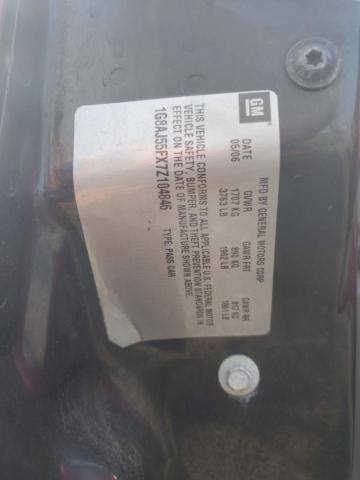 GM
MFD BY GENERAL MOTORS CORP
DATE GVWR GAWR FRT GAWR RR
05/06 1707 KG 890 KG 817 KG
3763 LB 1962 LB 1801 LB
THIS VEHICLE CONFORMS TO ALL APPLICABLE U.S. FEDERAL MOTOR
VEHICLE SAFETY, BUMPER, AND THEFT PREVENTION STANDARDS IN
EFFECT ON THE DATE OF MANUFACTURE SHOWN ABOVE.
1G8AJ55FX7Z104846 TYPE: PASS CAR